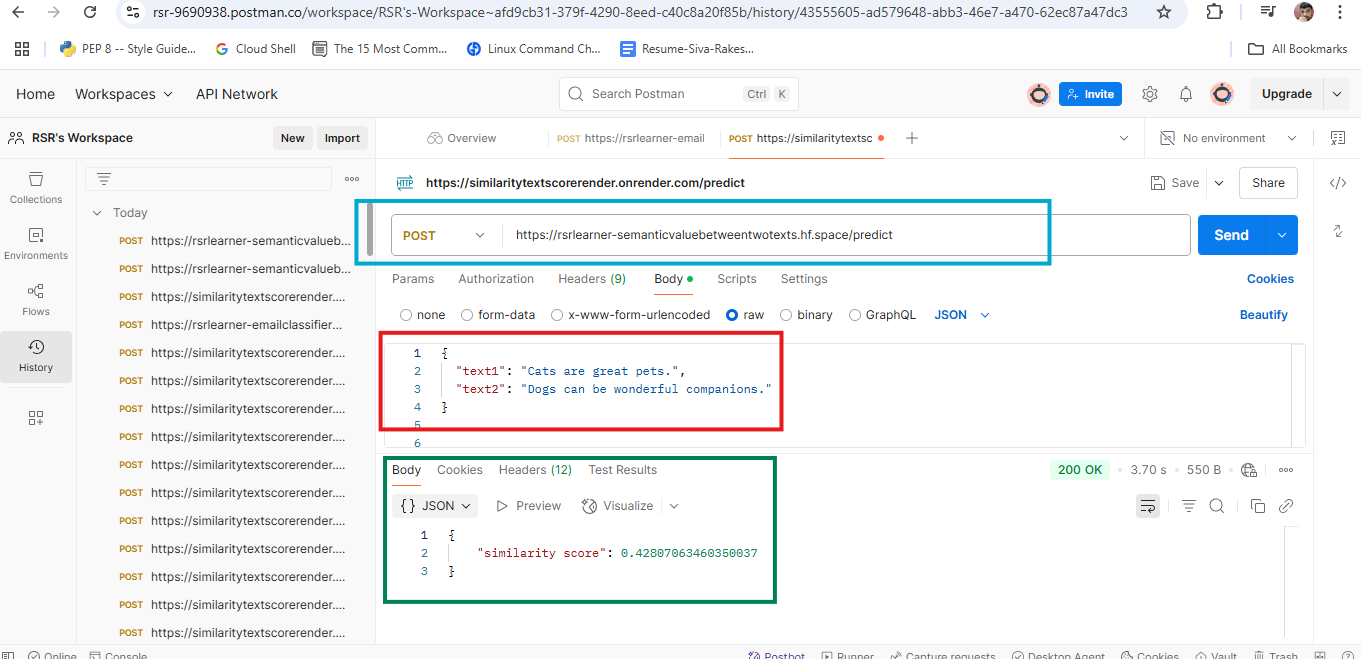 rsr-9690938.postman.co/workspace/RSR's-Workspace~afd9cb31-379f-4290-8eed-c40c8a20f85b/history/43555605-ad579648-abb3-46e7-a470-62ec87a47dc3
PEP 8 -- Style Guide... Cloud Shell The 15 Most Comm... Linux Command Ch... Resume-Siva-Rakes... All Bookmarks
Home Workspaces API Network Search Postman Ctrl K Invite Upgrade
RSR's Workspace New Import Overview POST https://rsrlearner-email POST https://similaritytextsc No environment
Collections
Environments
Flows
History
Today
POST https://rsrlearner-semanticvalueb...
POST https://rsrlearner-semanticvalueb...
POST https://similaritytextscorerender....
POST https://rsrlearner-emailclassifier...
POST https://similaritytextscorerender....
POST https://similaritytextscorerender....
POST https://similaritytextscorerender....
POST https://similaritytextscorerender....
POST https://similaritytextscorerender....
POST https://similaritytextscorerender....
POST https://similaritytextscorerender....
POST https://similaritytextscorerender....
POST https://similaritytextscorerender....
POST https://similaritytextscorerender....
POST https://similaritytextscorerender....
HTTP https://similaritytextscorerender.onrender.com/predict Save Share
POST https://rsrlearner-semanticvaluebetweentwotexts.hf.space/predict Send
Params Authorization Headers (9) Body Scripts Settings Cookies
none form-data x-www-form-urlencoded raw binary GraphQL JSON Beautify
1 {
2 "text1": "Cats are great pets.",
3 "text2": "Dogs can be wonderful companions."
4 }
5
6
Body Cookies Headers (12) Test Results 200 OK 3.70 s 550 B
{} JSON Preview Visualize
1 {
2 "similarity score": 0.42807063460350037
3 }
Online Console Postbot Runner Capture requests Desktop Agent Cookies Vault Trash